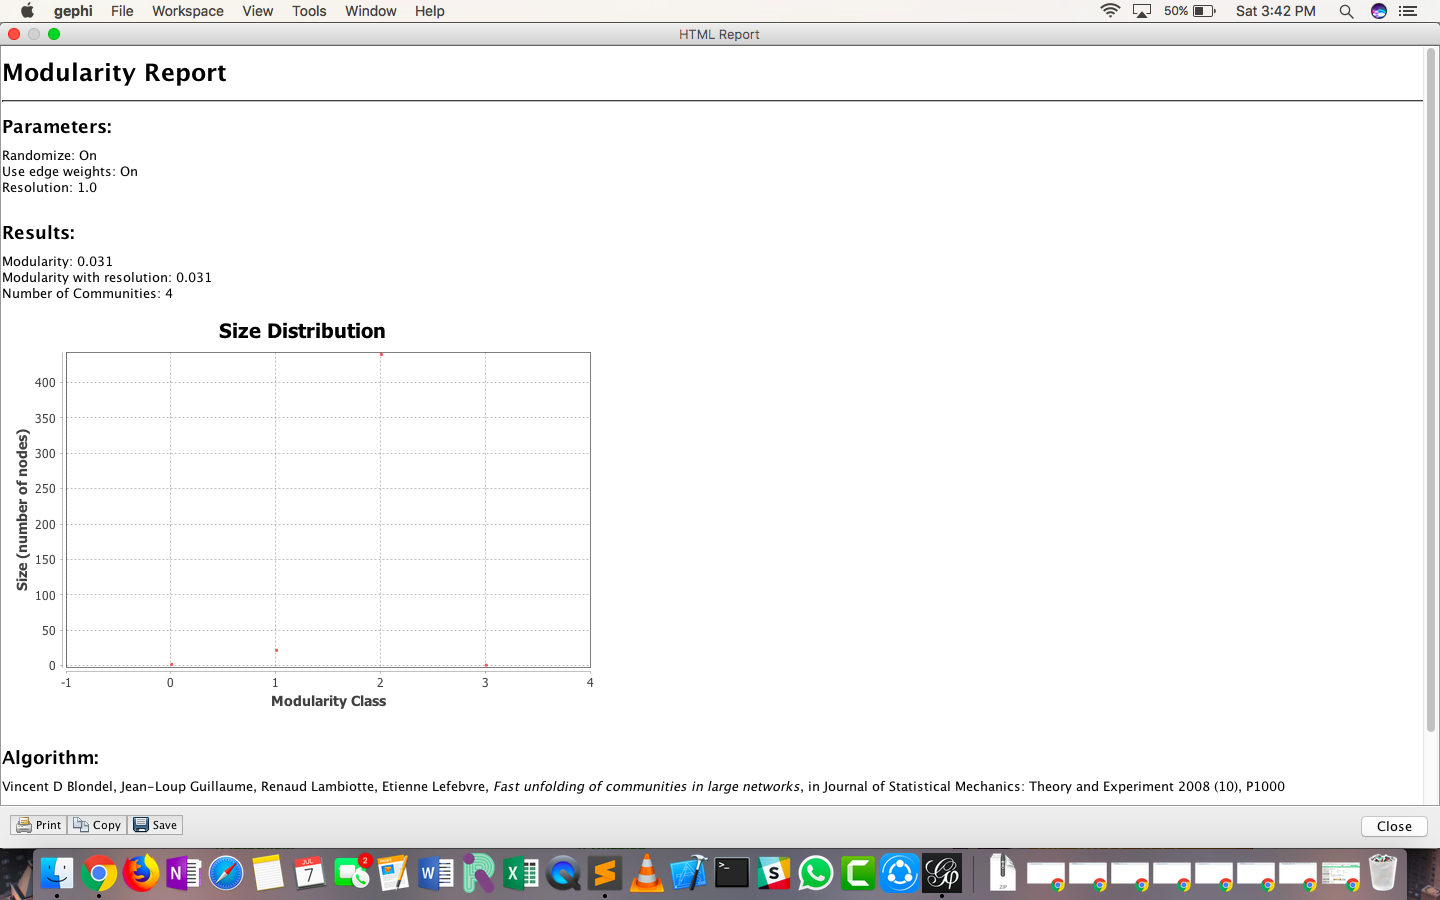 gephi File Workspace View Tools Window Help 50% Sat 3:42 PM
HTML Report
Modularity Report
Parameters:
Randomize: On
Use edge weights: On
Resolution: 1.0
Results:
Modularity: 0.031
Modularity with resolution: 0.031
Number of Communities: 4
Size Distribution
400
350
300
250
200
150
100
50
0
Size (number of nodes)
-1 0 1 2 3 4
Modularity Class
Algorithm:
Vincent D Blondel, Jean-Loup Guillaume, Renaud Lambiotte, Etienne Lefebvre, Fast unfolding of communities in large networks, in Journal of Statistical Mechanics: Theory and Experiment 2008 (10), P1000
Print Copy Save
Close
JUL
7
2
ZIP